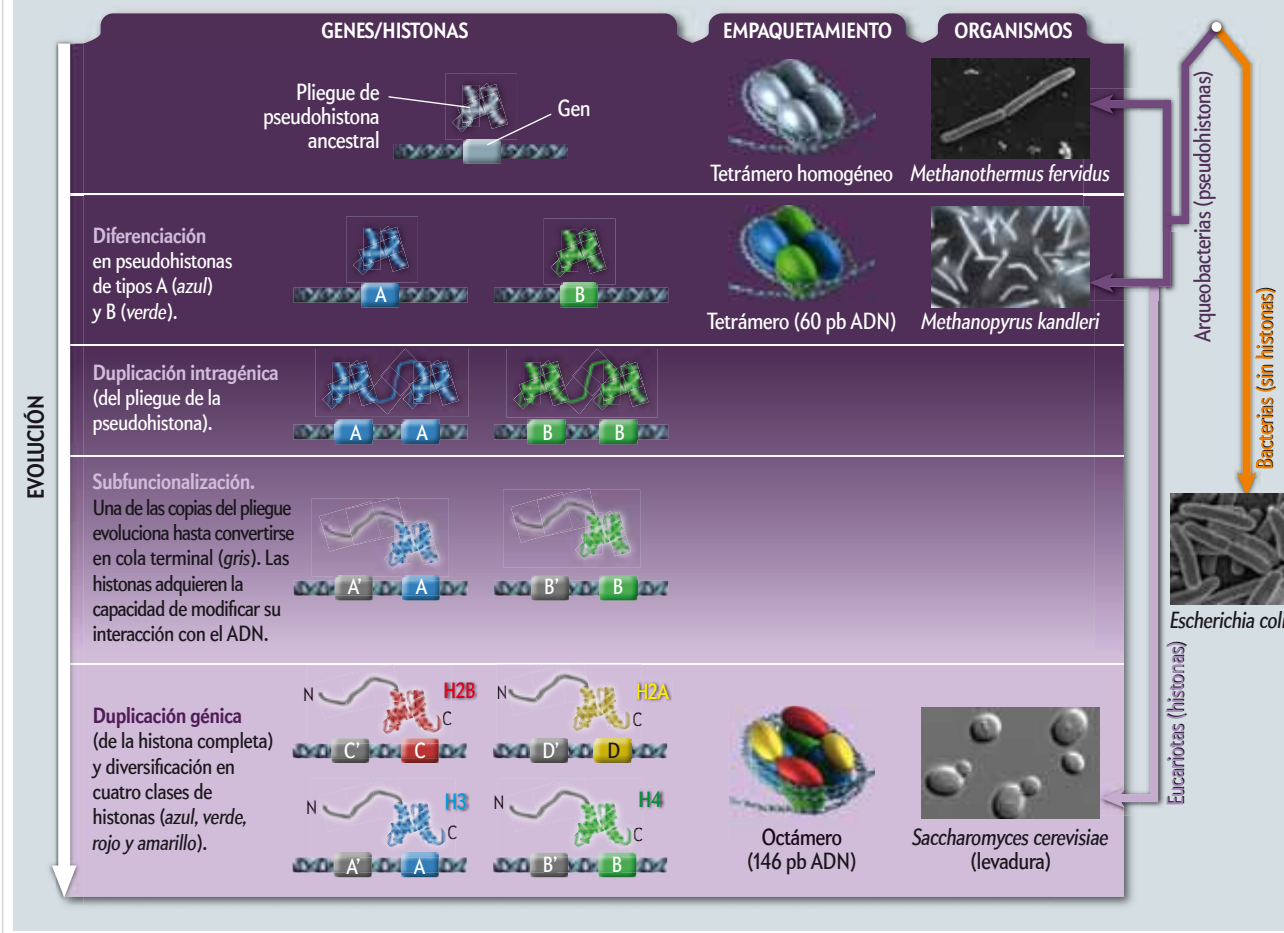 GENES/HISTONAS
EMPAQUETAMIENTO
ORGANISMOS
EVOLUCIÓN
Pliegue de
pseudohistona
ancestral
Gen
Tetrámero homogéneo
Methanothermus fervidus
Diferenciación
en pseudohistonas
de tipos A (azul)
y B (verde).
A
B
Tetrámero (60 pb ADN)
Methanopyrus kandleri
Duplicación intragénica
(del pliegue de la
pseudohistona).
A A
B B
Subfuncionalización.
Una de las copias del pliegue
evoluciona hasta convertirse
en cola terminal (gris). Las
histonas adquieren la
capacidad de modificar su
interacción con el ADN.
A' A
B' B
Duplicación génica
(de la histona completa)
y diversificación en
cuatro clases de
histonas (azul, verde,
rojo y amarillo).
N H2B C
C' C
N H2A C
D' D
N H3 C
A' A
N H4 C
B' B
Octámero
(146 pb ADN)
Saccharomyces cerevisiae
(levadura)
Arqueobacterias (pseudohistonas)
Bacterias (sin histonas)
Eucariotas (histonas)
Escherichia coli